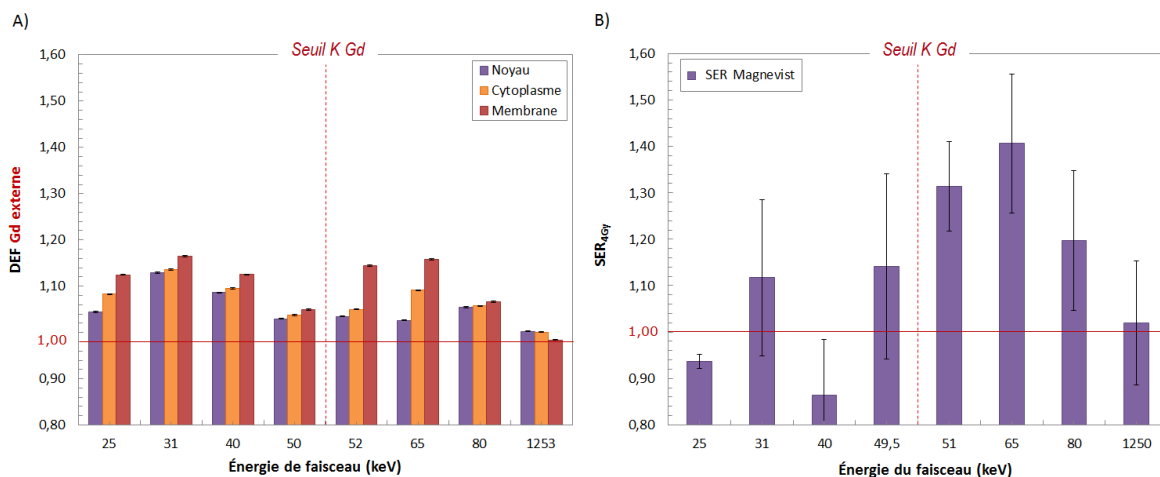 A)
Seuil K Gd
1,60
1,50
1,40
1,30
1,20
1,10
1,00
0,90
0,80
DEF Gd externe
Noyau
Cytoplasme
Membrane
25 31 40 50 52 65 80 1253
Énergie de faisceau (keV)
B)
Seuil K Gd
1,60
1,50
1,40
1,30
1,20
1,10
1,00
0,90
0,80
SER4Gy
SER Magnevist
25 31 40 49,5 51 65 80 1250
Énergie du faisceau (keV)